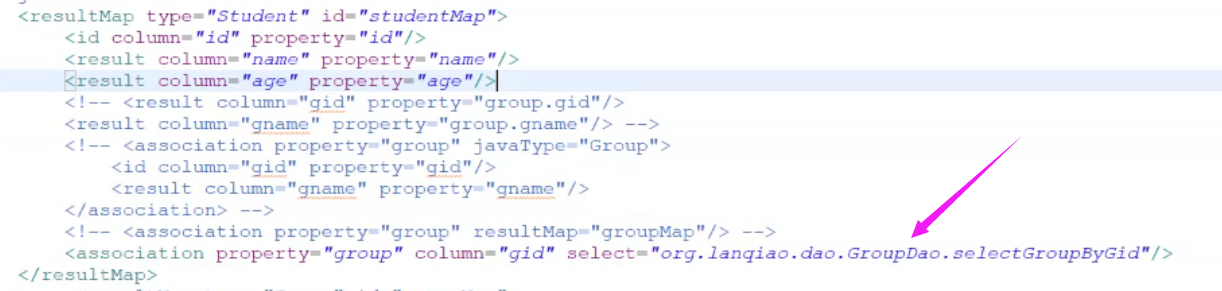 <resultMap type="Student" id="studentMap">
<id column="id" property="id"/>
<result column="name" property="name"/>
<result column="age" property="age"/>
<!-- <result column="gid" property="group.gid"/>
<result column="gname" property="group.gname"/> -->
<!-- <association property="group" javaType="Group">
<id column="gid" property="gid"/>
<result column="gname" property="gname"/>
</association> -->
<!-- <association property="group" resultMap="groupMap"/> -->
<association property="group" column="gid" select="org.lanqiao.dao.GroupDao.selectGroupByGid"/>
</resultMap>